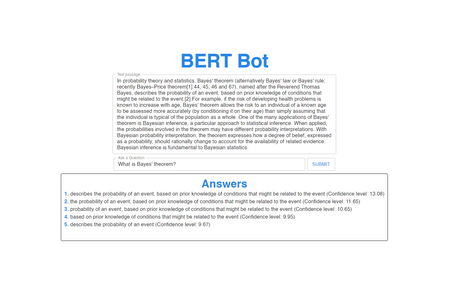 BERT Bot
Text passage
In probability theory and statistics, Bayes' theorem (alternatively Bayes' law or Bayes' rule;
recently Bayes–Price theorem[1]:44, 45, 46 and 67), named after the Reverend Thomas
Bayes, describes the probability of an event, based on prior knowledge of conditions that
might be related to the event.[2] For example, if the risk of developing health problems is
known to increase with age, Bayes' theorem allows the risk to an individual of a known age
to be assessed more accurately (by conditioning it on their age) than simply assuming that
the individual is typical of the population as a whole. One of the many applications of Bayes'
theorem is Bayesian inference, a particular approach to statistical inference. When applied,
the probabilities involved in the theorem may have different probability interpretations. With
Bayesian probability interpretation, the theorem expresses how a degree of belief, expressed
as a probability, should rationally change to account for the availability of related evidence.
Bayesian inference is fundamental to Bayesian statistics.
Ask a Question
What is Bayes' theorem?
SUBMIT
Answers
1. describes the probability of an event, based on prior knowledge of conditions that might be related to the event (Confidence level: 13.08)
2. the probability of an event, based on prior knowledge of conditions that might be related to the event (Confidence level: 11.65)
3. probability of an event, based on prior knowledge of conditions that might be related to the event (Confidence level: 10.65)
4. based on prior knowledge of conditions that might be related to the event (Confidence level: 9.95)
5. describes the probability of an event (Confidence level: 9.67)